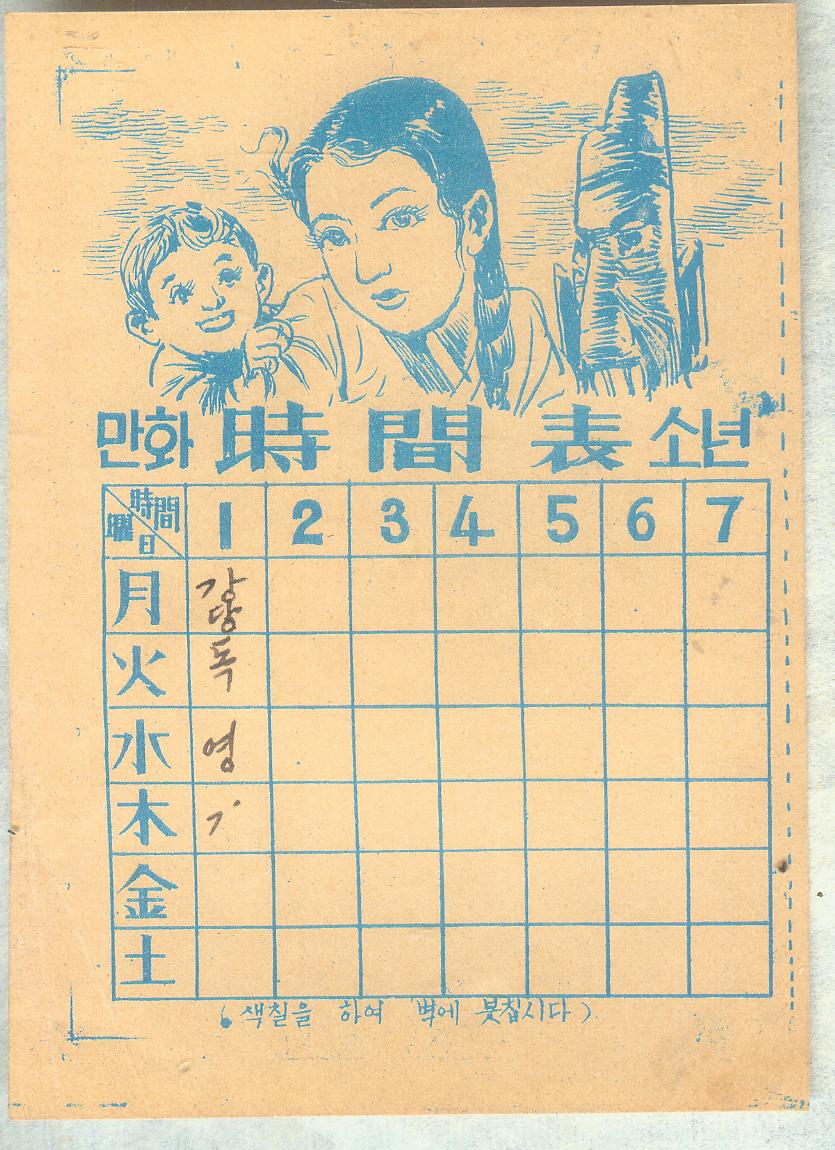 만화 時間表 소년
時間 曜日 1 2 3 4 5 6 7
月 강당
火 독
水 영
木
金
土
(색칠을 하여 벽에 붓칩시다)